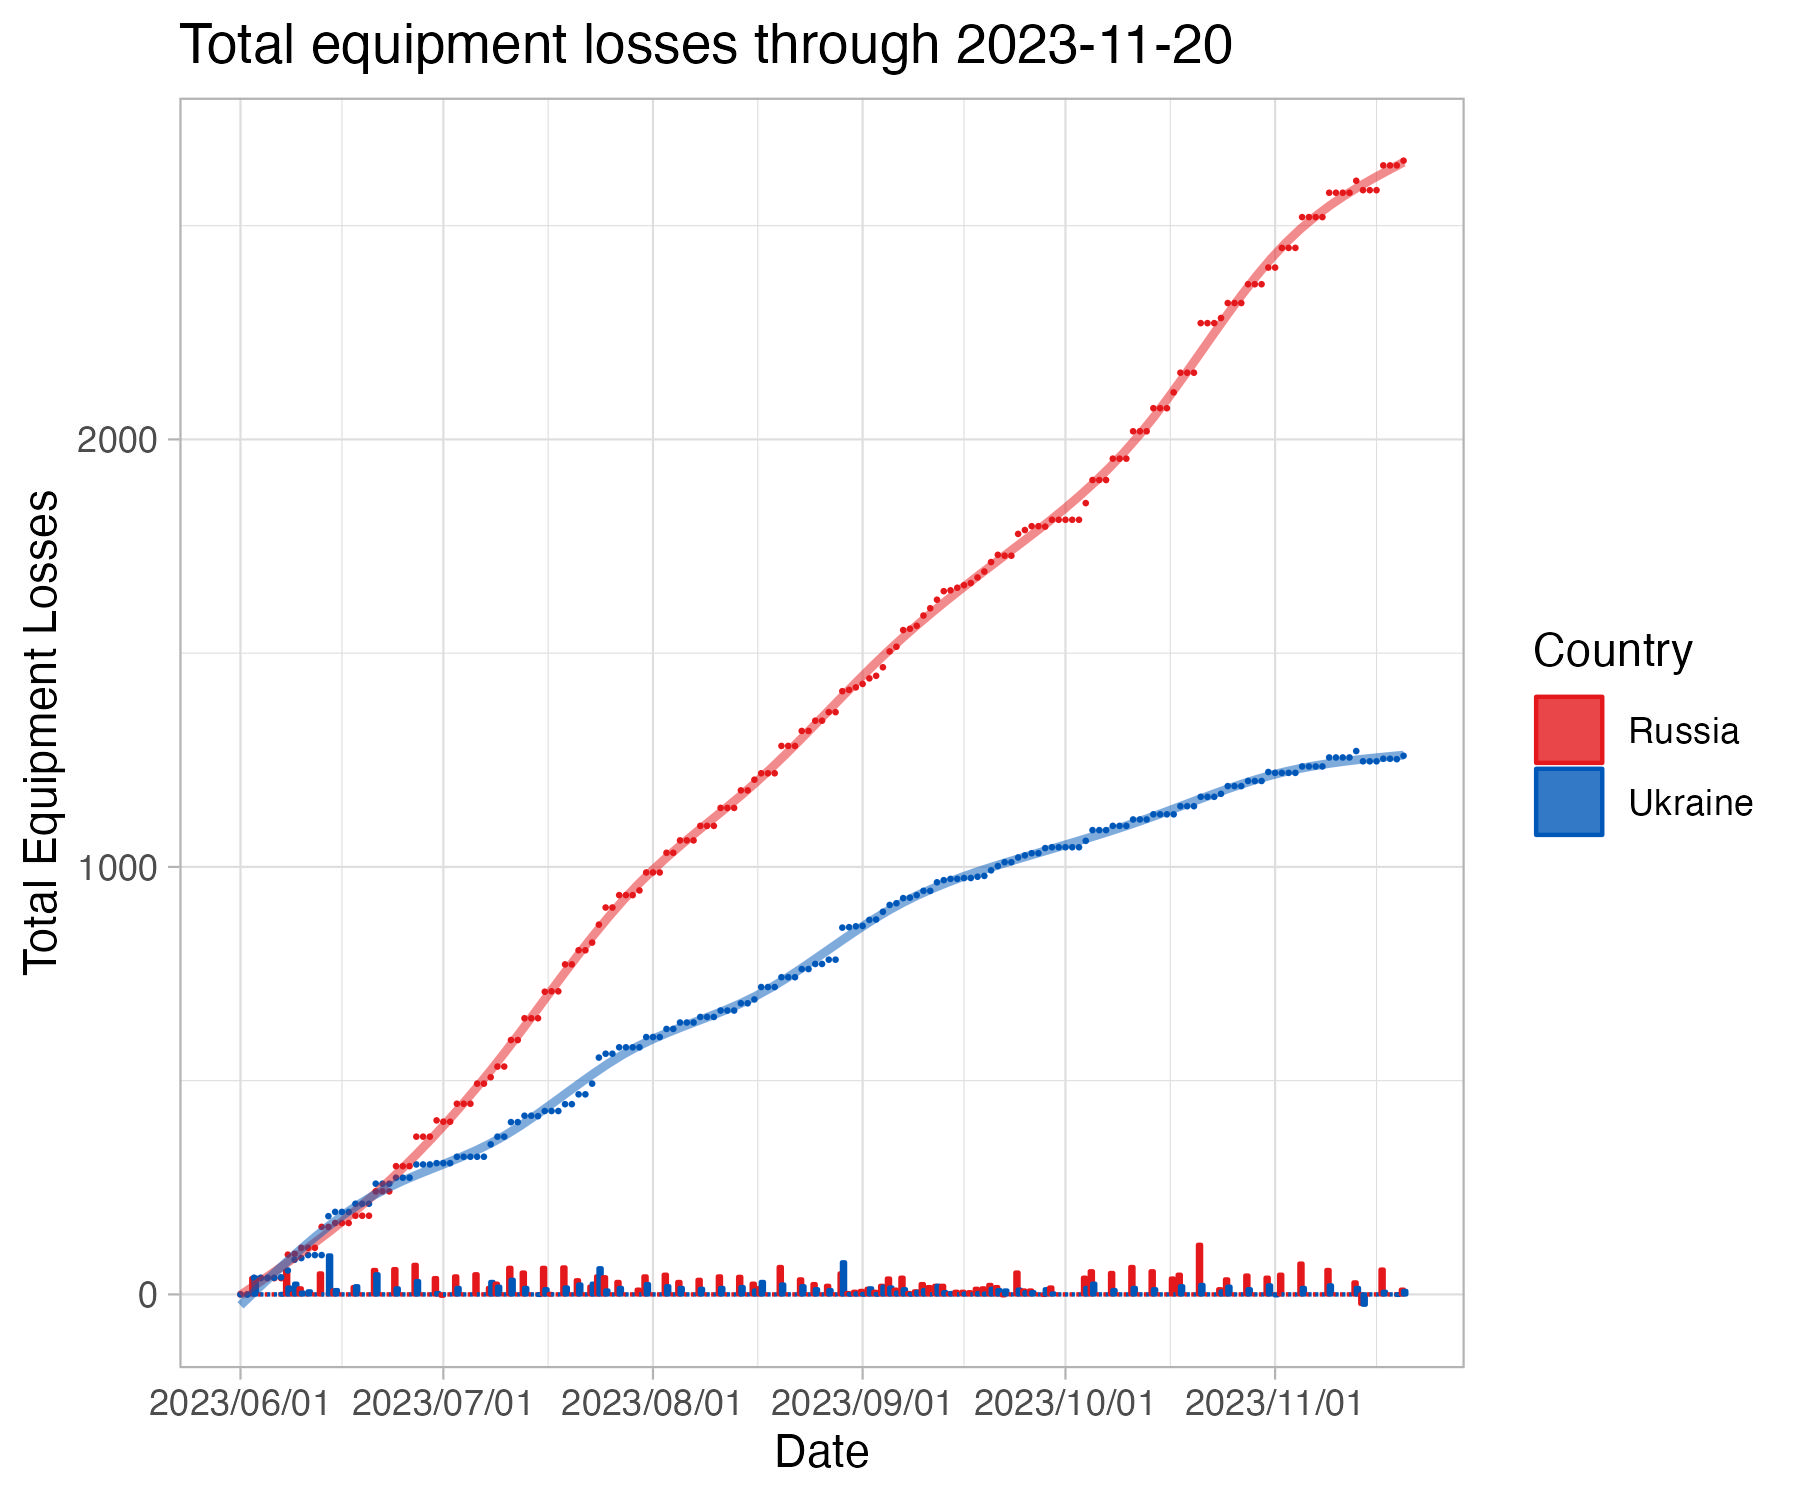 Total equipment losses through 2023-11-20
Total Equipment Losses
2000
1000
0
2023/06/01 2023/07/01 2023/08/01 2023/09/01 2023/10/01 2023/11/01
Date
Country
Russia
Ukraine